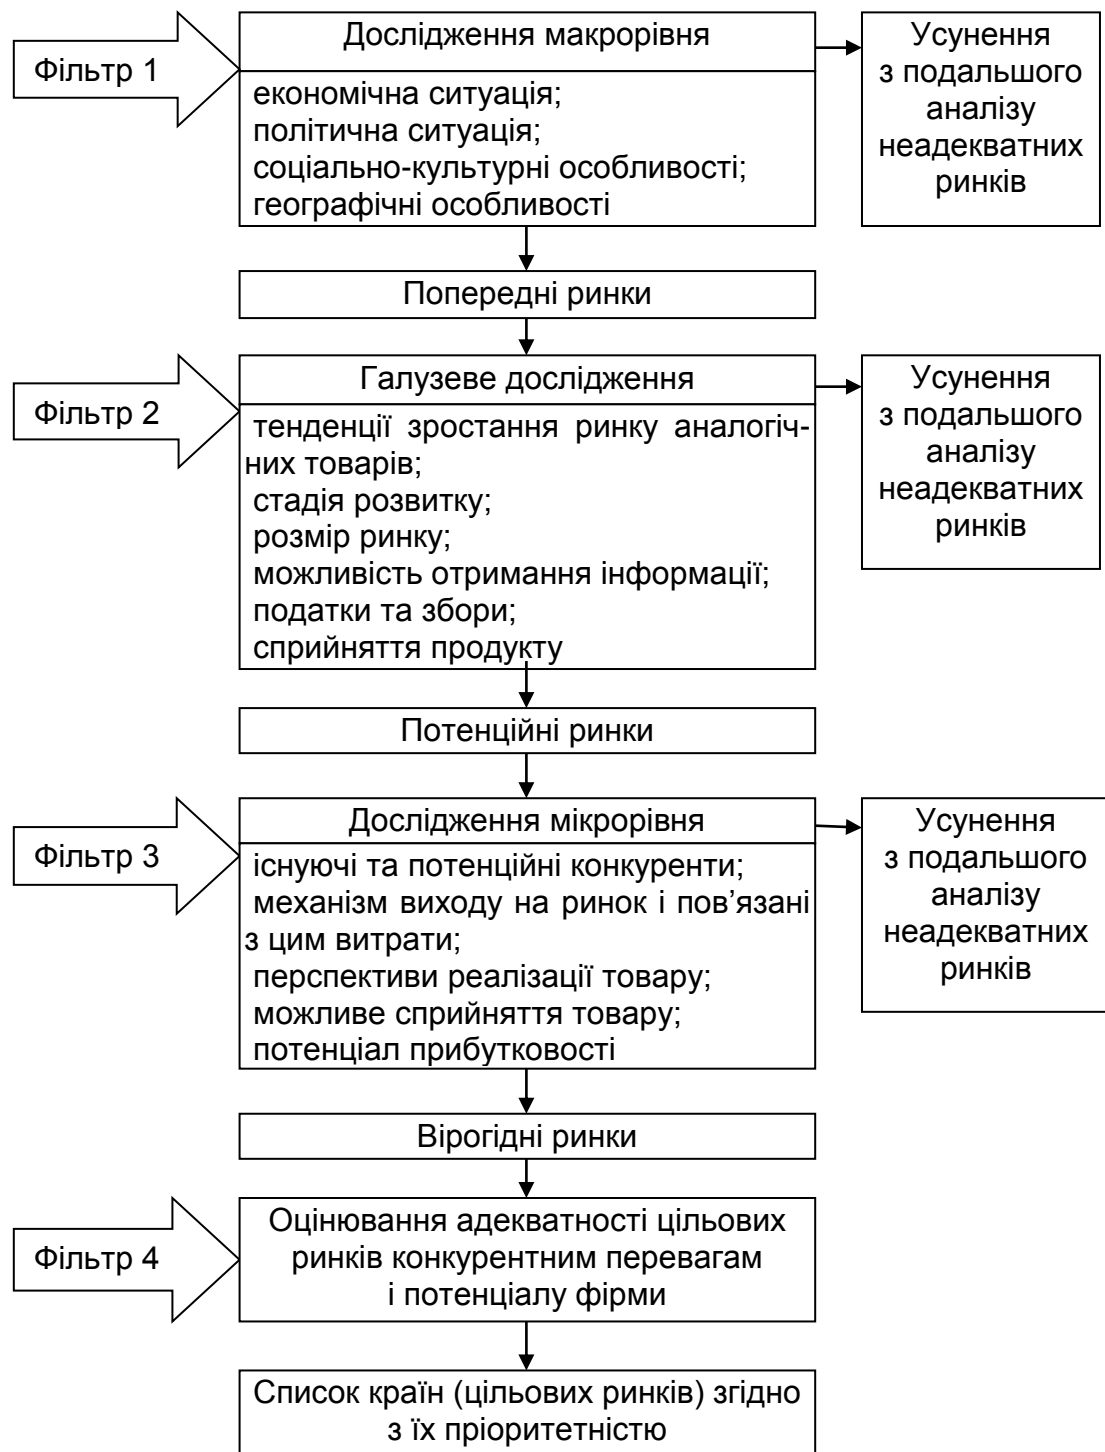 Фільтр 1
Дослідження макрорівня
економічна ситуація;
політична ситуація;
соціально-культурні особливості;
географічні особливості
Усунення
з подальшого
аналізу
неадекватних
ринків
Попередні ринки
Фільтр 2
Галузеве дослідження
тенденції зростання ринку аналогіч-
них товарів;
стадія розвитку;
розмір ринку;
можливість отримання інформації;
податки та збори;
сприйняття продукту
Усунення
з подальшого
аналізу
неадекватних
ринків
Потенційні ринки
Фільтр 3
Дослідження мікрорівня
існуючі та потенційні конкуренти;
механізм виходу на ринок і пов’язані
з цим витрати;
перспективи реалізації товару;
можливе сприйняття товару;
потенціал прибутковості
Усунення
з подальшого
аналізу
неадекватних
ринків
Вірогідні ринки
Фільтр 4
Оцінювання адекватності цільових
ринків конкурентним перевагам
і потенціалу фірми
Список країн (цільових ринків) згідно
з їх пріоритетністю